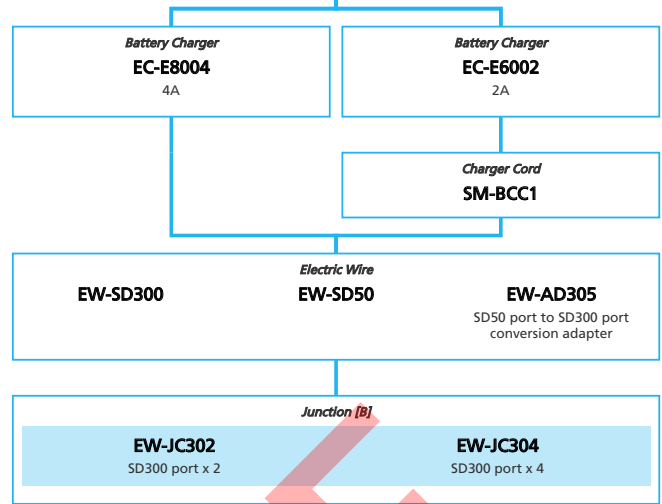 Battery Charger
EC-E8004
4A
Battery Charger
EC-E6002
2A
Charger Cord
SM-BCC1
Electric Wire
EW-SD300
EW-SD50
EW-AD305
SD50 port to SD300 port
conversion adapter
Junction [B]
EW-JC302
SD300 port x 2
EW-JC304
SD300 port x 4